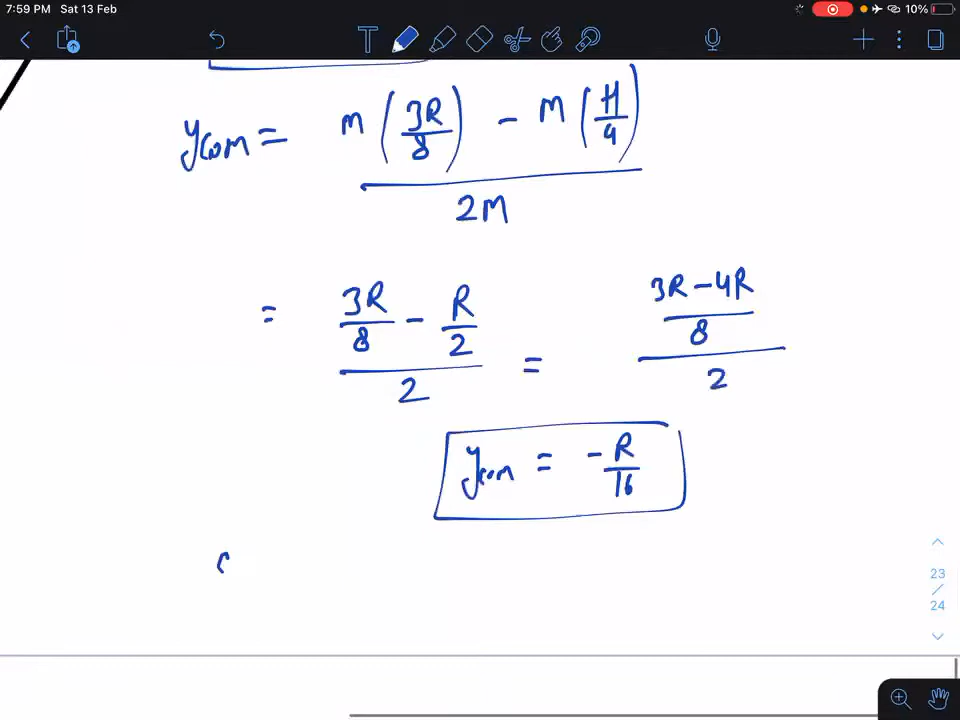 7:59 PM Sat 13 Feb 10%
T
ycom = m(3R/8) - m(H/4) / 2M
= 3R/8 - R/2 / 2 = 3R-4R/8 / 2
ycom = -R/16
23
/
24